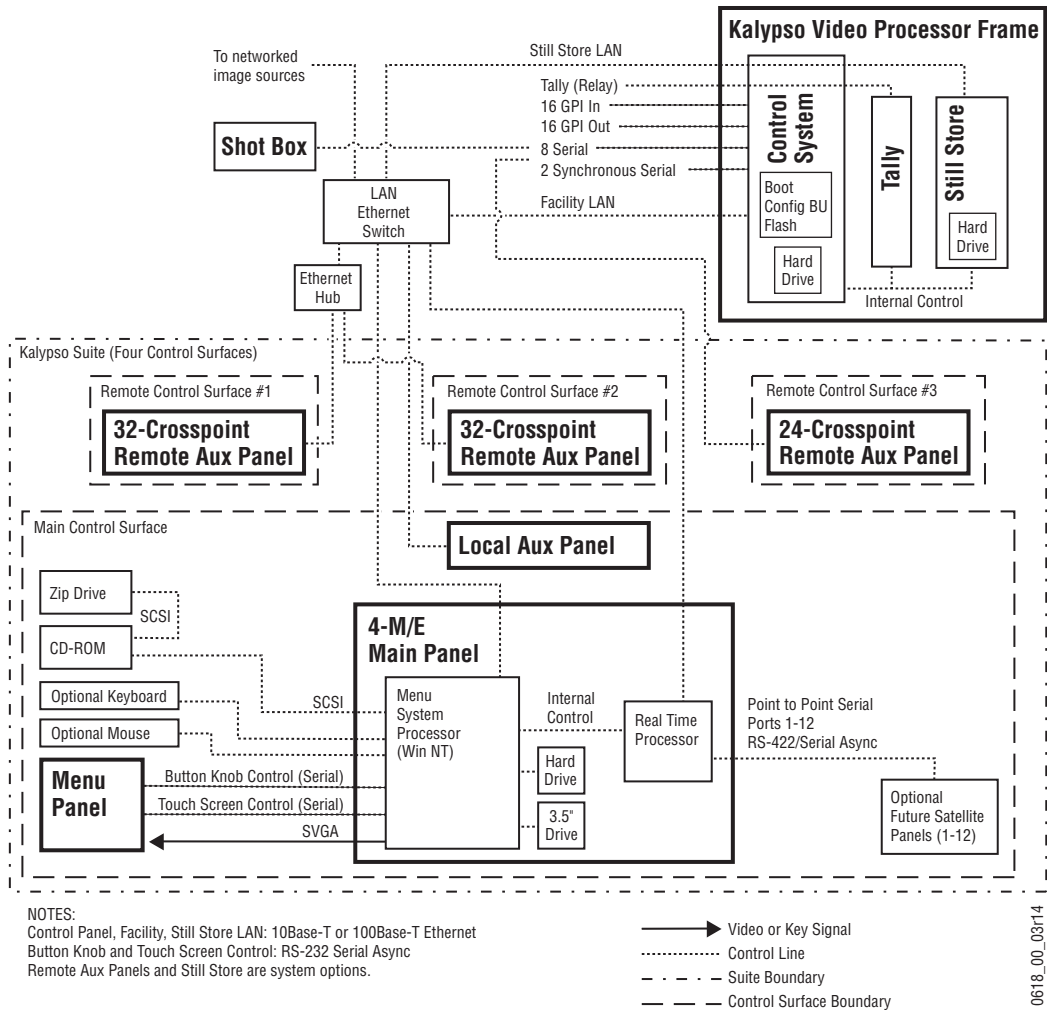 Kalypso Video Processor Frame
To networked
image sources
Still Store LAN
Tally (Relay)
16 GPI In
16 GPI Out
8 Serial
2 Synchronous Serial
Shot Box
Control
System
Tally
Still Store
Boot
Config BU
Flash
Hard
Drive
Hard
Drive
Internal Control
LAN
Ethernet
Switch
Facility LAN
Ethernet
Hub
Kalypso Suite (Four Control Surfaces)
Remote Control Surface #1
32-Crosspoint
Remote Aux Panel
Remote Control Surface #2
32-Crosspoint
Remote Aux Panel
Remote Control Surface #3
24-Crosspoint
Remote Aux Panel
Main Control Surface
Local Aux Panel
Zip Drive
SCSI
CD-ROM
Optional Keyboard
SCSI
Optional Mouse
Menu
Panel
Button Knob Control (Serial)
Touch Screen Control (Serial)
SVGA
4-M/E
Main Panel
Menu
System
Processor
(Win NT)
Internal
Control
Real Time
Processor
Hard
Drive
3.5"
Drive
Point to Point Serial
Ports 1-12
RS-422/Serial Async
Optional
Future Satellite
Panels (1-12)
NOTES:
Control Panel, Facility, Still Store LAN: 10Base-T or 100Base-T Ethernet
Button Knob and Touch Screen Control: RS-232 Serial Async
Remote Aux Panels and Still Store are system options.
Video or Key Signal
Control Line
Suite Boundary
Control Surface Boundary
0618_00_03r14